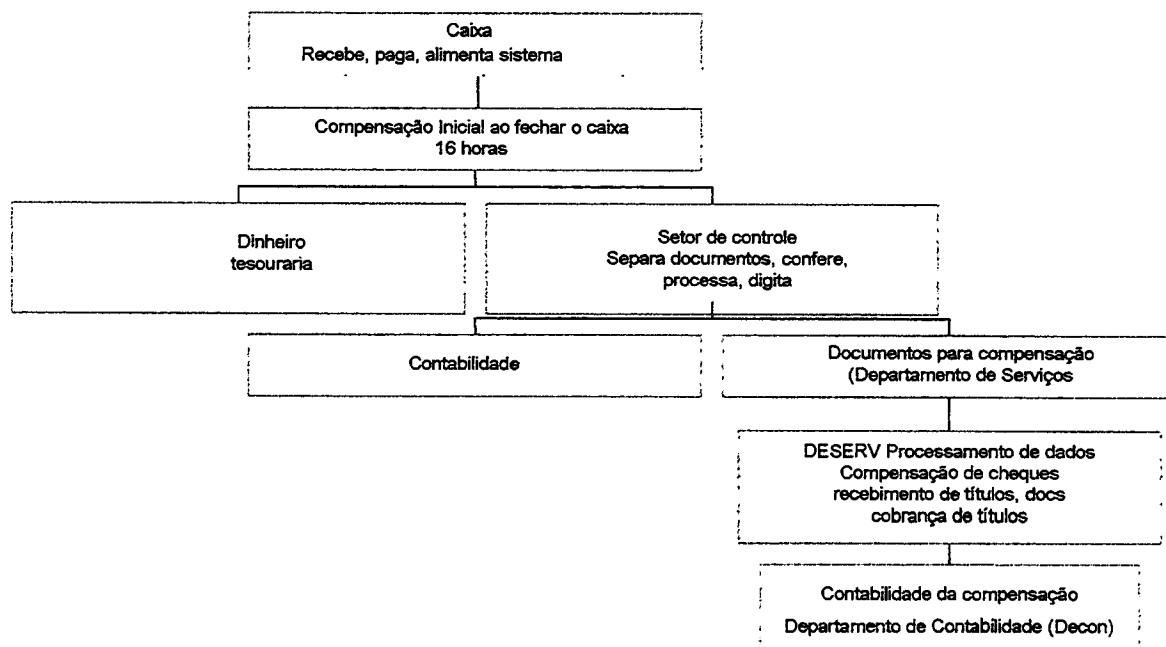 Caixa
Recebe, paga, alimenta sistema
Compensação Inicial ao fechar o caixa
16 horas
Dinheiro
tesouraria
Setor de controle
Separa documentos, confere,
processa, digita
Contabilidade
Documentos para compensação
(Departamento de Serviços
DESERV Processamento de dados
Compensação de cheques
recebimento de títulos, docs
cobrança de títulos
Contabilidade da compensação
Departamento de Contabilidade (Decon)